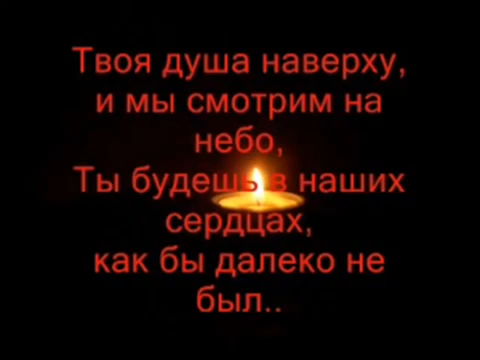 Твоя душа наверху,
и мы смотрим на
небо,
Ты будешь в наших
сердцах,
как бы далеко не
был..